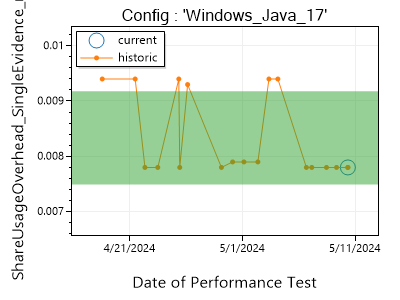 Config : 'Windows_Java_17'
current
historic
0.01
0.009
0.008
0.007
ShareUsageOverhead_SingleEvidence_
4/21/2024
5/1/2024
5/11/2024
Date of Performance Test